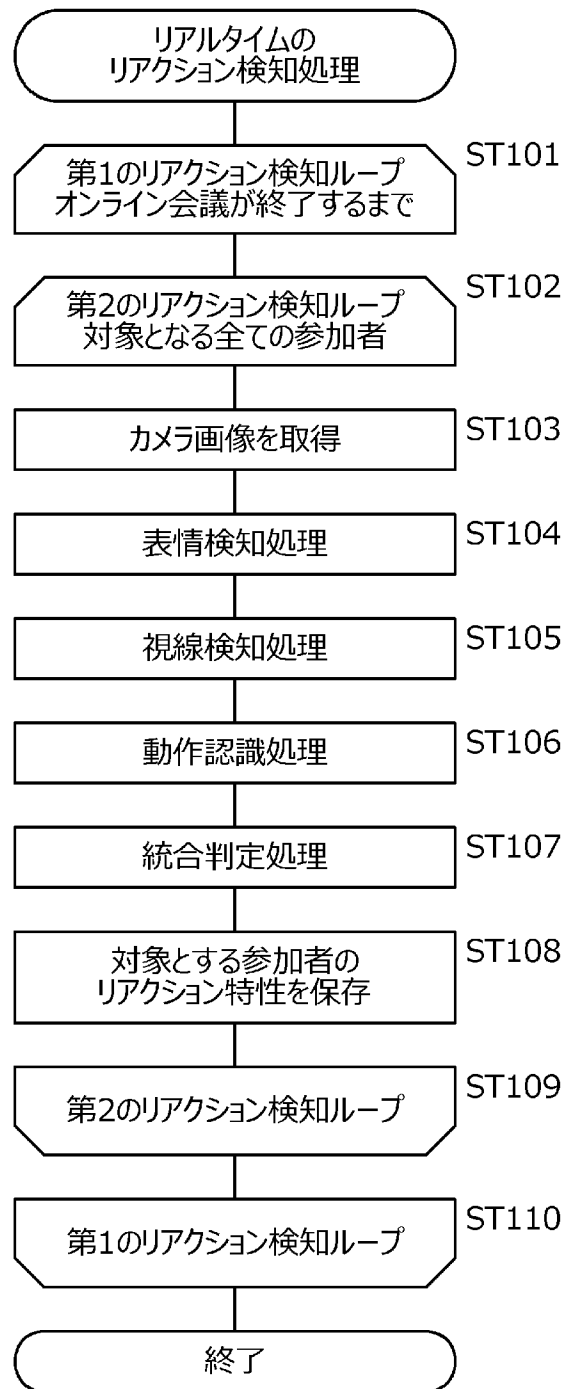 リアルタイムの
リアクション検知処理
ST101
第1のリアクション検知ループ
オンライン会議が終了するまで
ST102
第2のリアクション検知ループ
対象となる全ての参加者
カメラ画像を取得
ST103
表情検知処理
ST104
視線検知処理
ST105
動作認識処理
ST106
統合判定処理
ST107
対象とする参加者の
リアクション特性を保存
ST108
第2のリアクション検知ループ
ST109
第1のリアクション検知ループ
ST110
終了